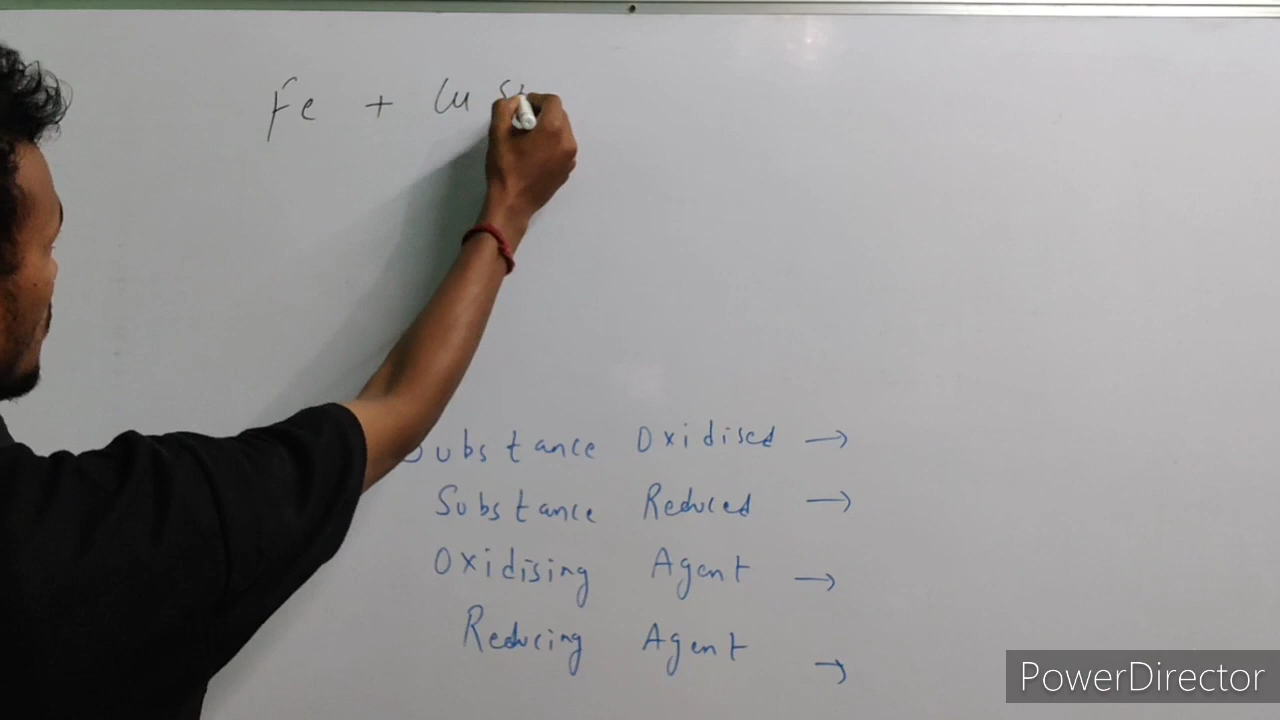 Fe + Cu S
Substance Oxidised →
Substance Reduced →
Oxidising Agent →
Reducing Agent →
PowerDirector